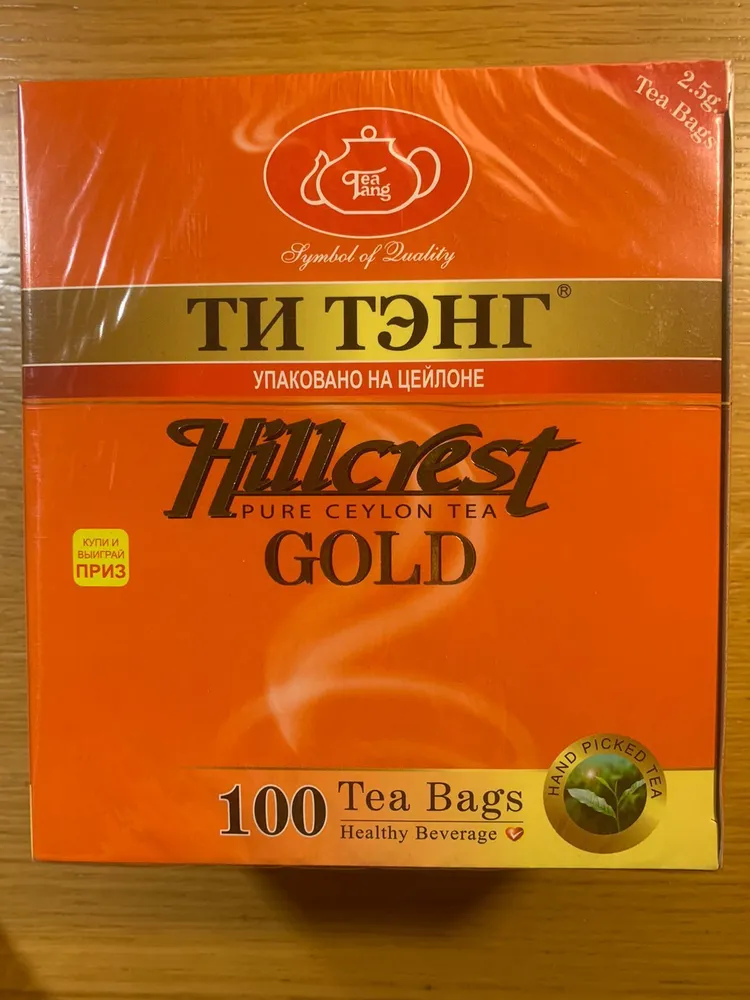 2.5g.
Tea Bags
Tea
Tang
Symbol of Quality
ТИ ТЭНГ®
УПАКОВАНО НА ЦЕЙЛОНЕ
Hillcrest
PURE CEYLON TEA
GOLD
КУПИ И
ВЫИГРАЙ
ПРИЗ
HAND PICKED TEA
100 Tea Bags
Healthy Beverage